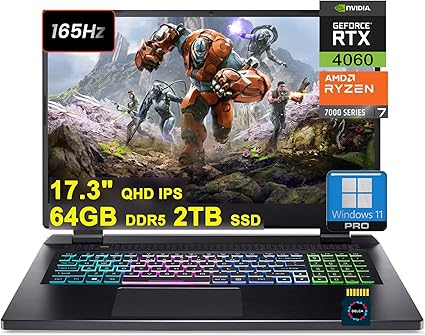 165Hz
NVIDIA
GEFORCE
RTX
4060
AMD
RYZEN
7000 SERIES 7
17.3" QHD IPS
64GB DDR5 2TB SSD
Windows 11
PRO